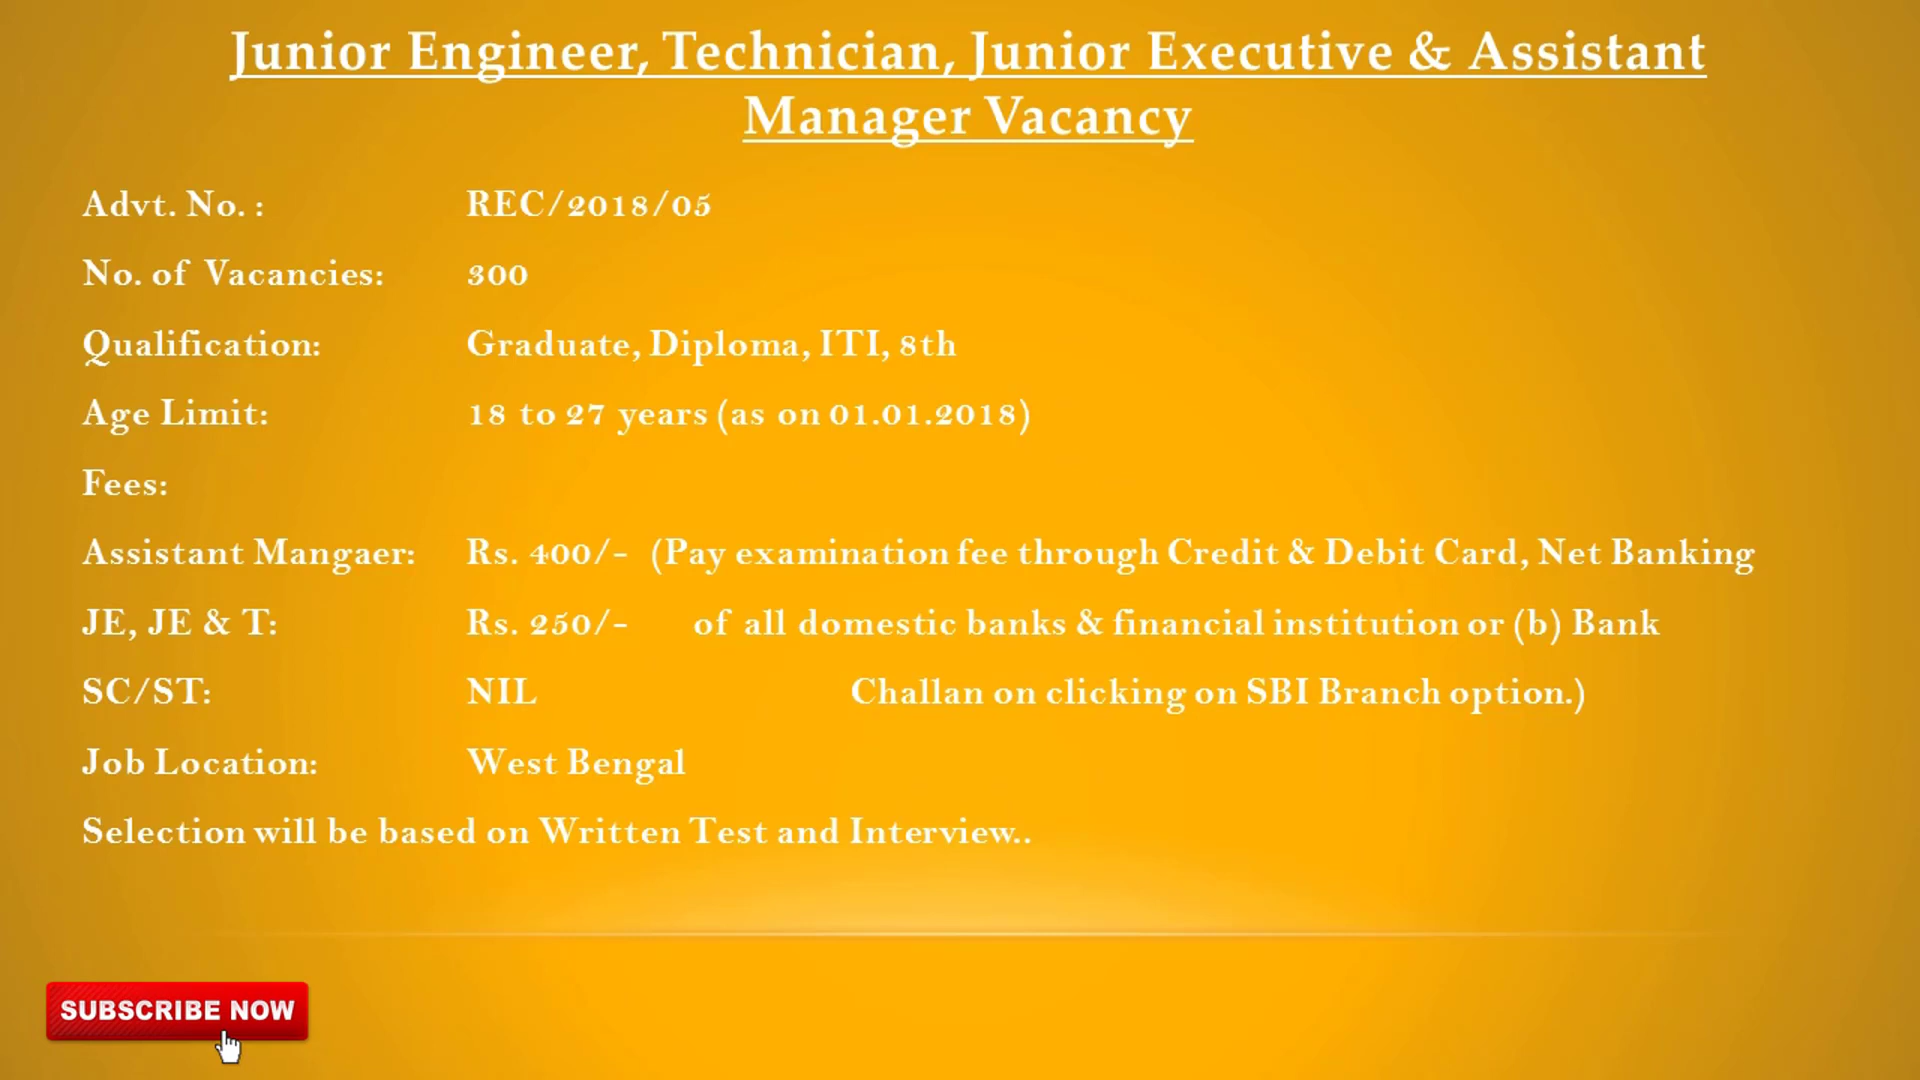 Junior Engineer, Technician, Junior Executive & Assistant
Manager Vacancy
Advt. No. : REC/2018/05
No. of Vacancies: 300
Qualification: Graduate, Diploma, ITI, 8th
Age Limit: 18 to 27 years (as on 01.01.2018)
Fees:
Assistant Mangaer: Rs. 400/- (Pay examination fee through Credit & Debit Card, Net Banking
JE, JE & T: Rs. 250/- of all domestic banks & financial institution or (b) Bank
SC/ST: NIL Challan on clicking on SBI Branch option.)
Job Location: West Bengal
Selection will be based on Written Test and Interview..
SUBSCRIBE NOW